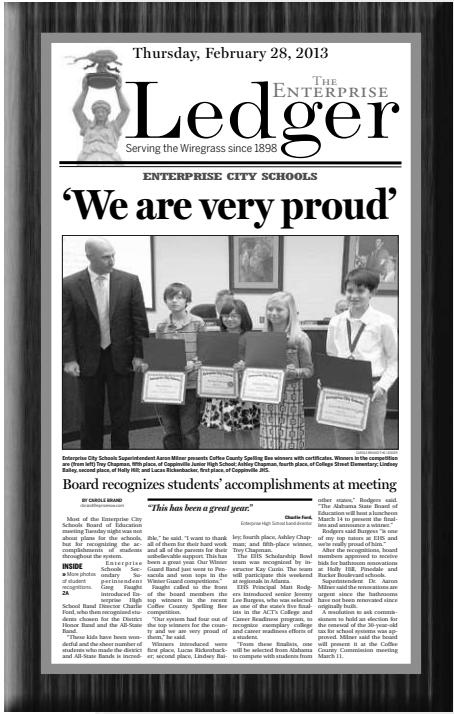 Thursday, February 28, 2013
THE
ENTERPRISE
Ledger
Serving the Wiregrass since 1898
ENTERPRISE CITY SCHOOLS
‘We are very proud’
CAROLE BRAND/THE LEDGER
Enterprise City Schools Superintendent Aaron Milner presents Coffee County Spelling Bee winners with certificates. Winners in the competition
are (from left) Troy Chapman, fifth place, of Coppinville Junior High School; Ashley Chapman, fourth place, of College Street Elementary; Lindsey
Bailey, second place, of Holly Hill; and Lucas Rickenbacker, first place, of Coppinville JHS.
Board recognizes students’ accomplishments at meeting
BY CAROLE BRAND
cbrand@eprisenow.com
Most of the Enterprise
City Schools Board of Education
meeting Tuesday night was not
about plans for the schools,
but for recognizing the ac-
complishments of students
throughout the system.
INSIDE
More photos
of student
recognitions.
2A
Enterprise
Schools Sec-
ondary Su-
perintendent
Greg Faught
introduced En-
terprise High
School Band Director Charlie
Ford, who then recognized stu-
dents chosen for the District
Honor Band and the All-State
Band.
"These kids have been won-
derful and the sheer number of
students who made the district
and All-State Bands is incred-
“This has been a great year.”
Charlie Ford,
Enterprise High School band director
ible,” he said. “I want to thank
all of them for their hard work
and all of the parents for their
unbelievable support. This has
been a great year. Our Winter
Guard Band just went to Pen-
sacola and won tops in the
Winter Guard competitions.”
Faught called to the front
of the board members the
top winners in the recent
Coffee County Spelling Bee
competition.
“Our system had four out of
the top winners for the coun-
ty and we are very proud of
them,” he said.
Winners introduced were
first place, Lucas Rickenback-
er; second place, Lindsey Bai-
ley; fourth place, Ashley Chap-
man; and fifth-place winner,
Troy Chapman.
The EHS Scholarship Bowl
team was recognized by in-
structor Kay Cunio. The team
will participate this weekend
at regionals in Atlanta.
EHS Principal Matt Rodg-
ers introduced senior Jeremy
Lee Burgess, who was selected
as one of the state’s five final-
ists in the ACT’s College and
Career Readiness program, to
recognize exemplary college
and career readiness efforts of
a student.
“From these finalists, one
will be selected from Alabama
to compete with students from
other states,” Rodgers said.
“The Alabama State Board of
Education will host a luncheon
March 14 to present the final-
ists and announce a winner.”
Rodgers said Burgess “is one
of my top tutors at EHS and
we’re really proud of him.”
After the recognitions, board
members approved to receive
bids for bathroom renovations
at Holly Hill, Pinedale and
Rucker Boulevard schools.
Superintendent Dr. Aaron
Milner said the renovations are
urgent since the bathrooms
have not been renovated since
originally built.
A resolution to ask commis-
sioners to hold an election for
the renewal of the 30-year-old
tax for school systems was ap-
proved. Milner said the board
will present it at the Coffee
County Commission meeting
March 11.